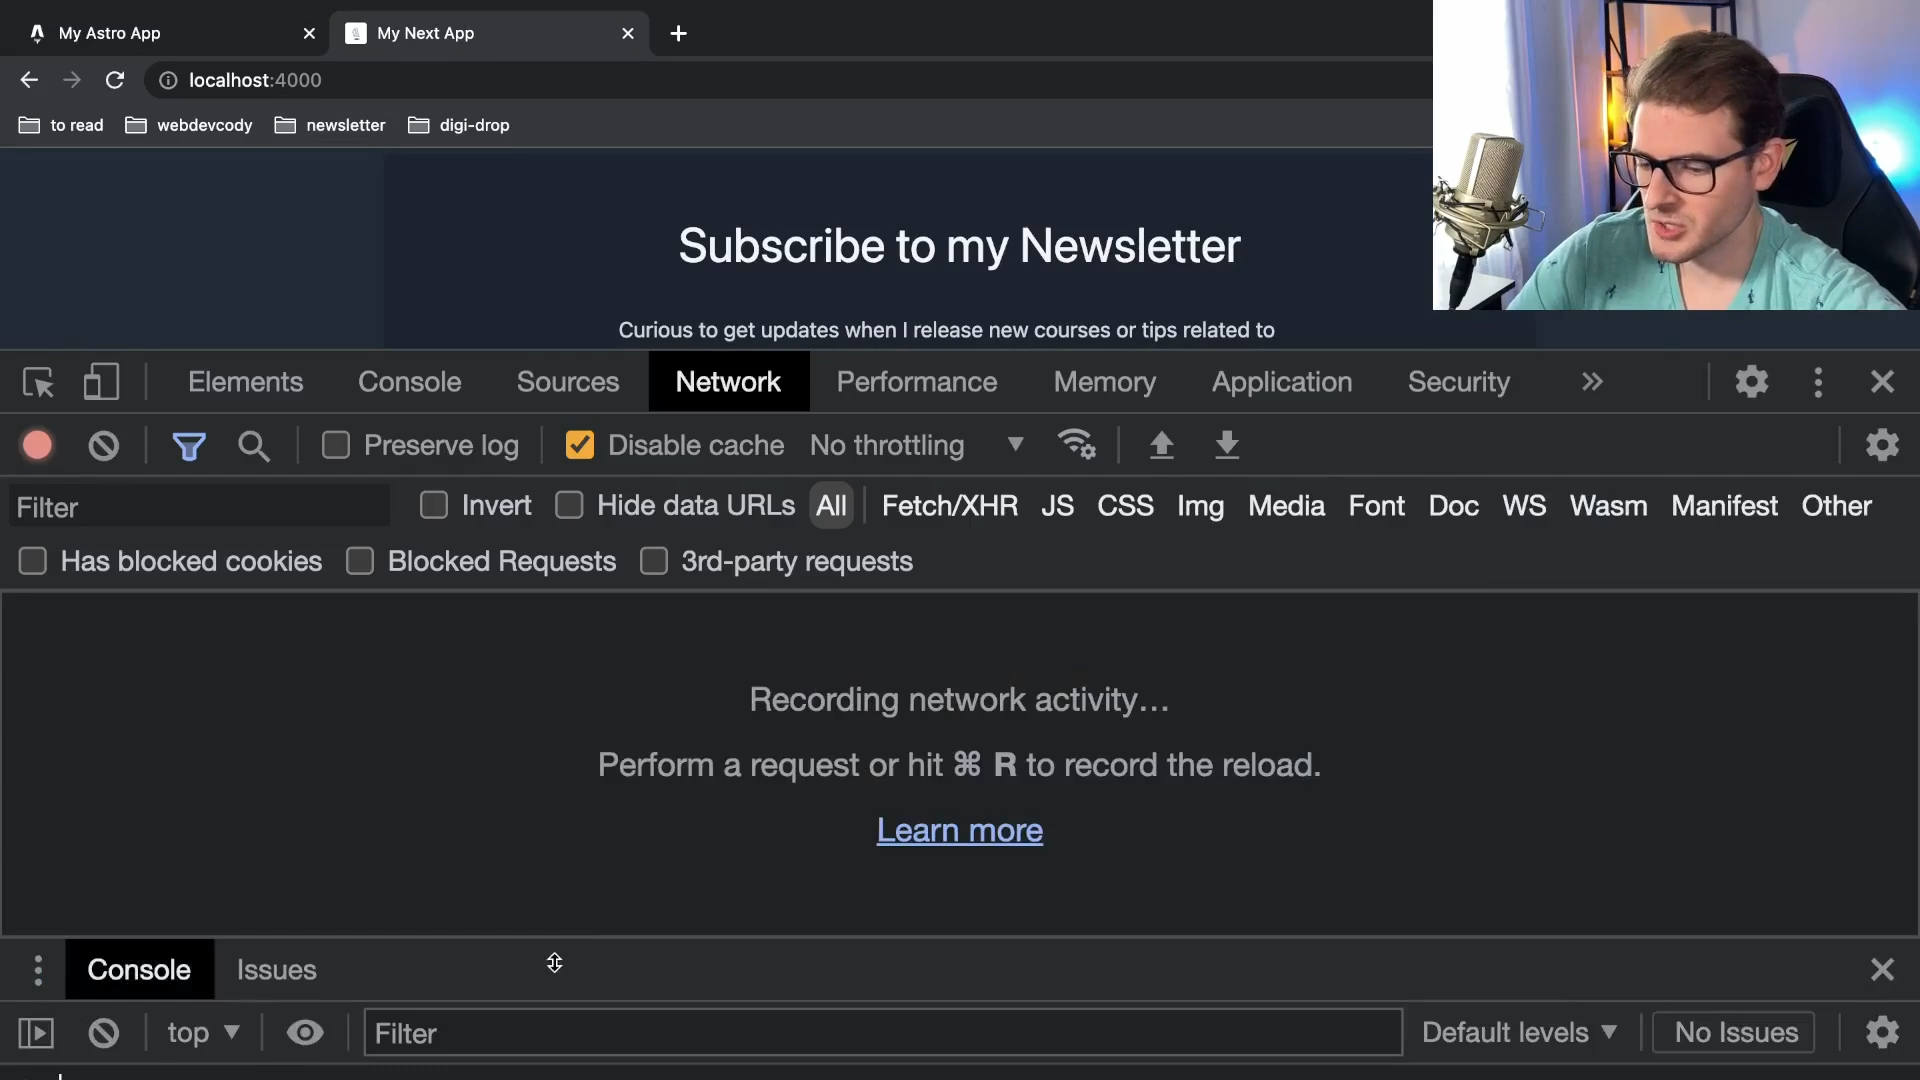 My Astro App
My Next App
localhost:4000
to read webdevcody newsletter digi-drop
Subscribe to my Newsletter
Curious to get updates when I release new courses or tips related to
Elements Console Sources Network Performance Memory Application Security
Preserve log Disable cache No throttling
Filter Invert Hide data URLs All Fetch/XHR JS CSS Img Media Font Doc WS Wasm Manifest Other
Has blocked cookies Blocked Requests 3rd-party requests
Recording network activity…
Perform a request or hit ⌘ R to record the reload.
Learn more
Console Issues
top Filter Default levels No Issues